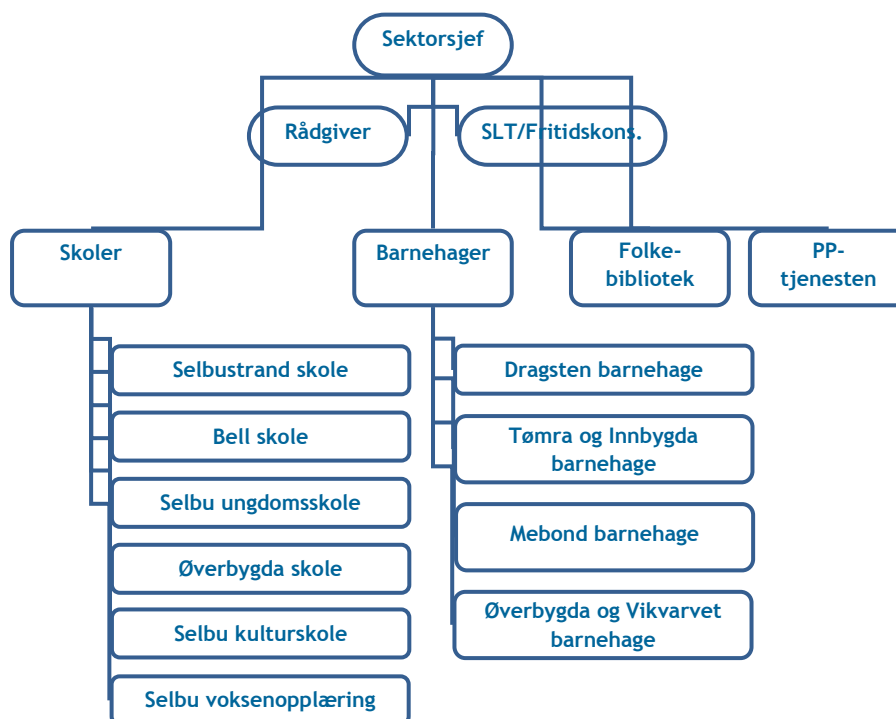 Sektorsjef
Rådgiver
SLT/Fritidskons.
Skoler
Barnehager
Folke-
bibliotek
PP-
tjenesten
Selbustrand skole
Bell skole
Selbu ungdomsskole
Øverbygda skole
Selbu kulturskole
Selbu voksenopplæring
Dragsten barnehage
Tømra og Innbygda
barnehage
Mebond barnehage
Øverbygda og Vikvarvet
barnehage